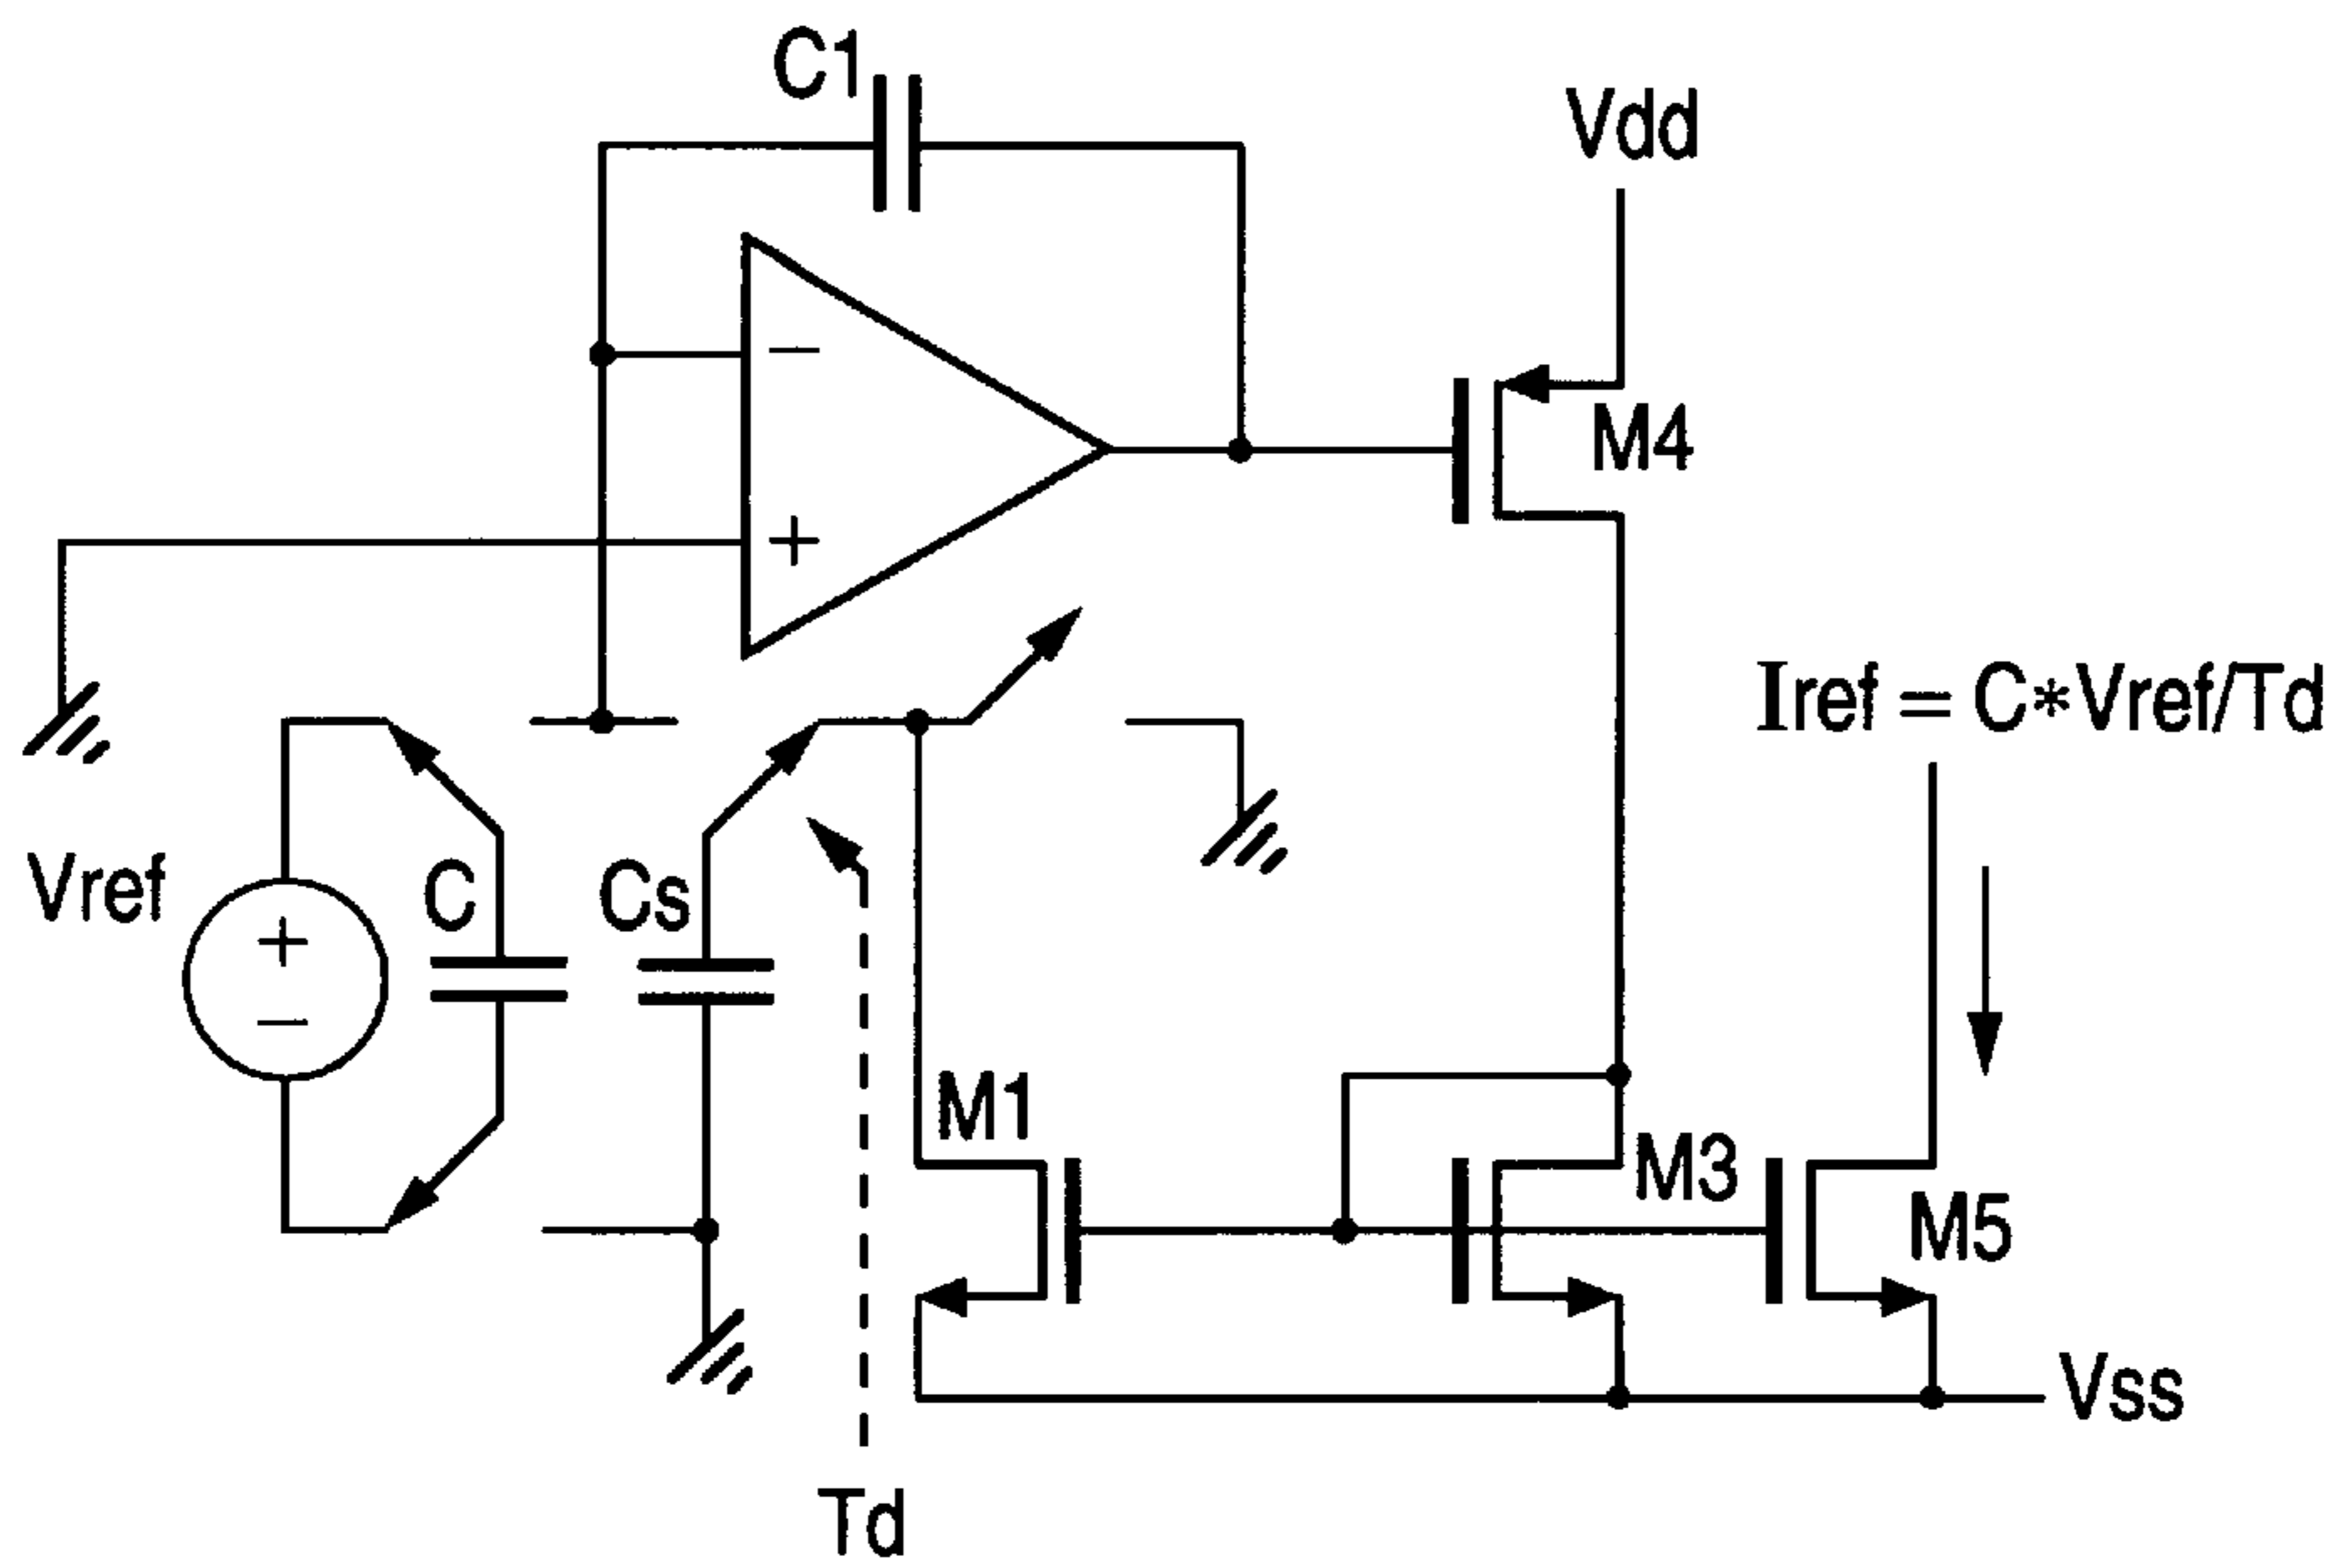 C1
Vdd
−
M4
+
Iref = C*Vref/Td
Vref
C
Cs
+
−
M1
M3
M5
Vss
Td